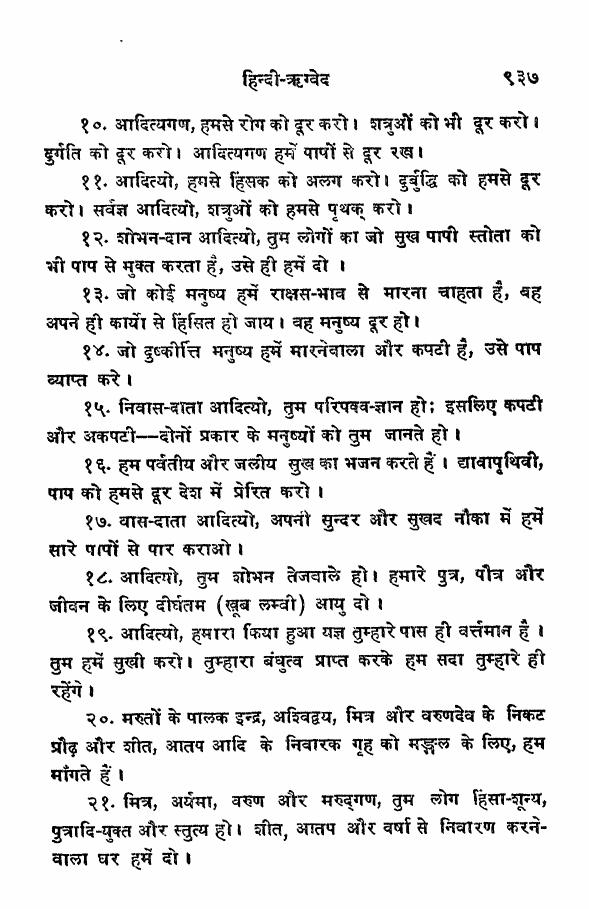 हिन्दी-ऋग्वेद ९३७
१०. आदित्यगण, हमसे रोग को दूर करो। शत्रुओं को भी दूर करो।
दुर्गति को दूर करो। आदित्यगण हमें पापों से दूर रख।
११. आदित्यो, हमसे हिंसक को अलग करो। दुर्बुद्धि को हमसे दूर
करो। सर्वज्ञ आदित्यो, शत्रुओं को हमसे पृथक् करो।
१२. शोभन-दान आदित्यो, तुम लोगों का जो सुख पापी स्तोता को
भी पाप से मुक्त करता है, उसे ही हमें दो ।
१३. जो कोई मनुष्य हमें राक्षस-भाव से मारना चाहता है, वह
अपने ही कार्यो से हिंसित हो जाय। वह मनुष्य दूर हो।
१४. जो दुष्कीर्त्ति मनुष्य हमें मारनेवाला और कपटी है, उसे पाप
व्याप्त करे।
१५. निवास-दाता आदित्यो, तुम परिपक्व-ज्ञान हो; इसलिए कपटी
और अकपटी—दोनों प्रकार के मनुष्यों को तुम जानते हो।
१६. हम पर्वतीय और जलीय सुख का भजन करते हैं। द्यावापृथिवी,
पाप को हमसे दूर देश में प्रेरित करो।
१७. वास-दाता आदित्यो, अपनी सुन्दर और सुखद नौका में हमें
सारे पापों से पार कराओ।
१८. आदित्यो, तुम शोभन तेजवाले हो। हमारे पुत्र, पौत्र और
जीवन के लिए दीर्घतम (खूब लम्बी) आयु दो।
१९. आदित्यो, हमारा किया हुआ यज्ञ तुम्हारे पास ही वर्त्तमान है।
तुम हमें सुखी करो। तुम्हारा बंधुत्व प्राप्त करके हम सदा तुम्हारे ही
रहेंगे।
२०. मरुतों के पालक इन्द्र, अश्विद्वय, मित्र और वरुणदेव के निकट
प्रौढ़ और शीत, आतप आदि के निवारक गृह को मङ्गल के लिए, हम
माँगते हैं।
२१. मित्र, अर्यमा, वरुण और मरुद्गण, तुम लोग हिंसा-शून्य,
पुत्रादि-युक्त और स्तुत्य हो। शीत, आतप और वर्षा से निवारण करने-
वाला घर हमें दो।